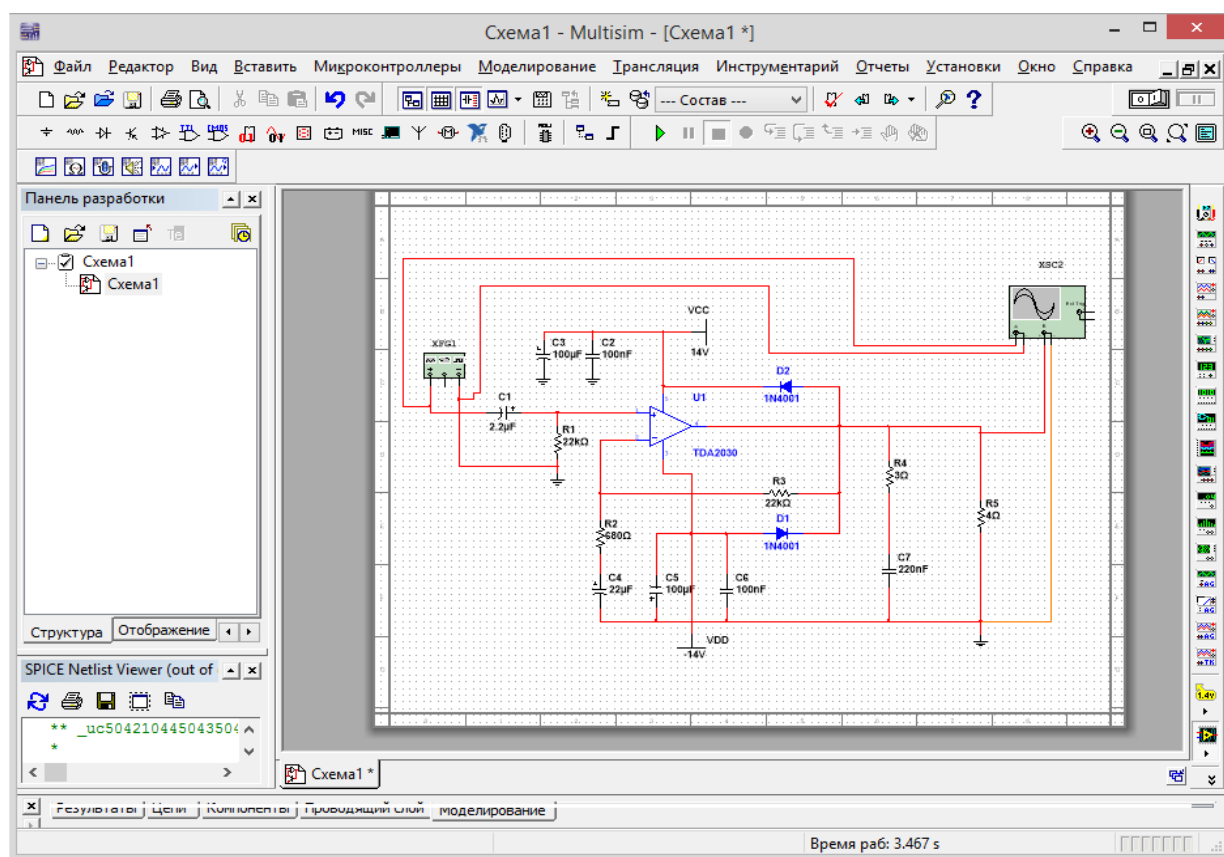 Схема1 - Multisim - [Схема1 *]
Файл Редактор Вид Вставить Микроконтроллеры Моделирование Трансляция Инструментарий Отчеты Установки Окно Справка
--- Состав ---
MISC
Панель разработки
Схема1
Схема1
Структура Отображение
SPICE Netlist Viewer (out of
** _uc504210445043504
*
XSC2
VCC
14V
XFG1
C3
100µF
C2
100nF
D2
1N4001
C1
2.2µF
U1
R1
22kΩ
TDA2030
R4
3Ω
R3
22kΩ
R5
4Ω
D1
1N4001
R2
680Ω
C7
220nF
C4
22µF
C5
100µF
C6
100nF
VDD
-14V
1.4v
Схема1 *
Результаты Цепи Компоненты Проводящий слой Моделирование
Время раб: 3.467 s